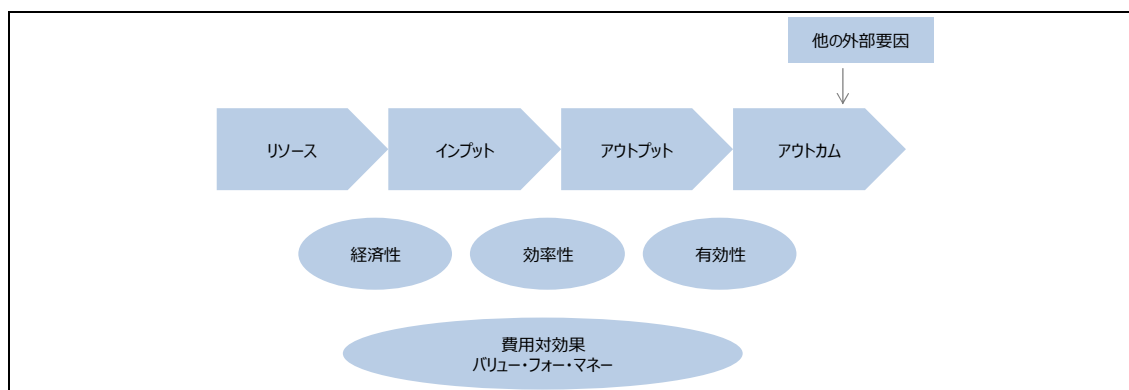 他の外部要因
リソース
インプット
アウトプット
アウトカム
経済性
効率性
有効性
費用対効果
バリュー・フォー・マネー